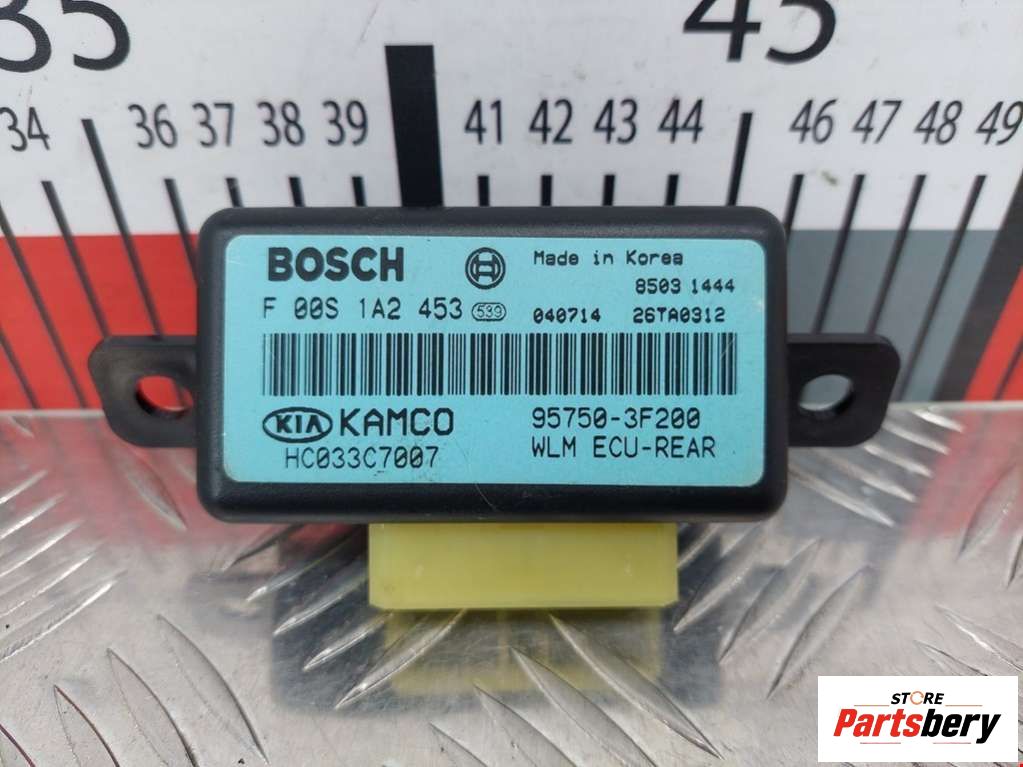 35 45
34 36 37 38 39 41 42 43 44 46 47 48 49
BOSCH Made in Korea
8503 1444
F 00S 1A2 453 539 040714 26TA0312
KIA KAMCO 95750-3F200
HC033C7007 WLM ECU-REAR
STORE
Partsbery